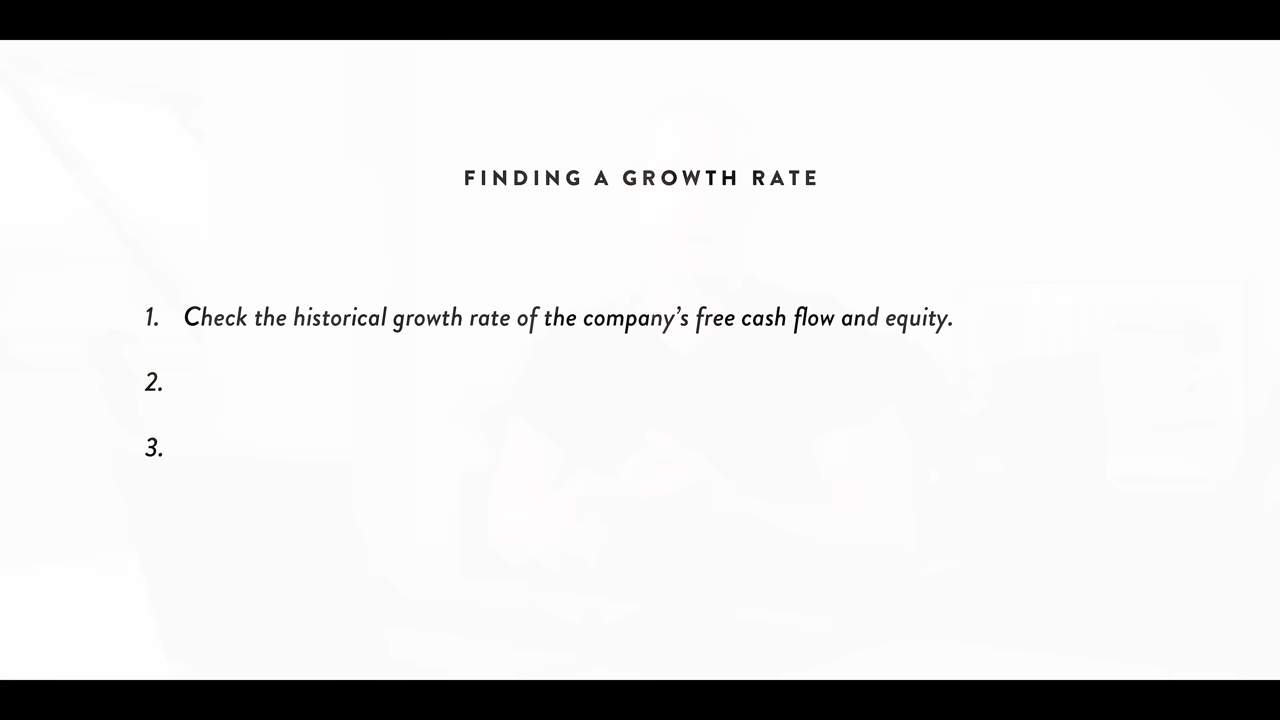 FINDING A GROWTH RATE
1. Check the historical growth rate of the company’s free cash flow and equity.
2.
3.